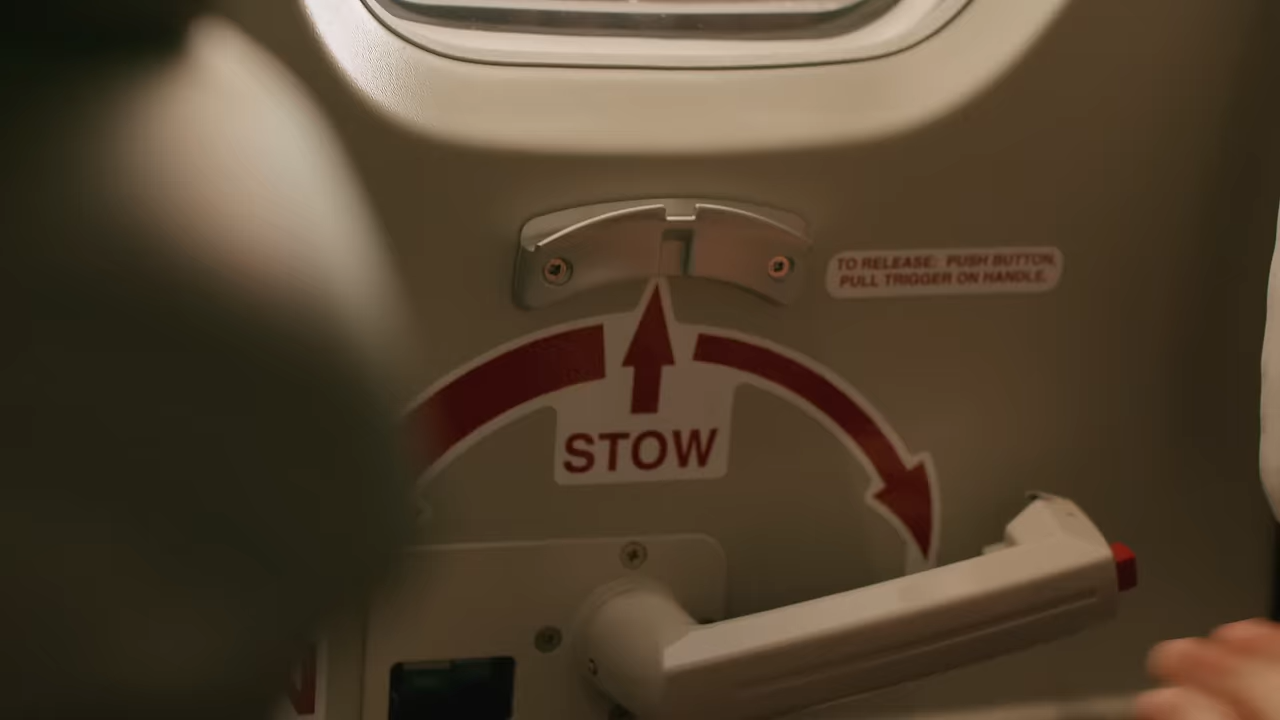 TO RELEASE: PUSH BUTTON,
PULL TRIGGER ON HANDLE.
STOW